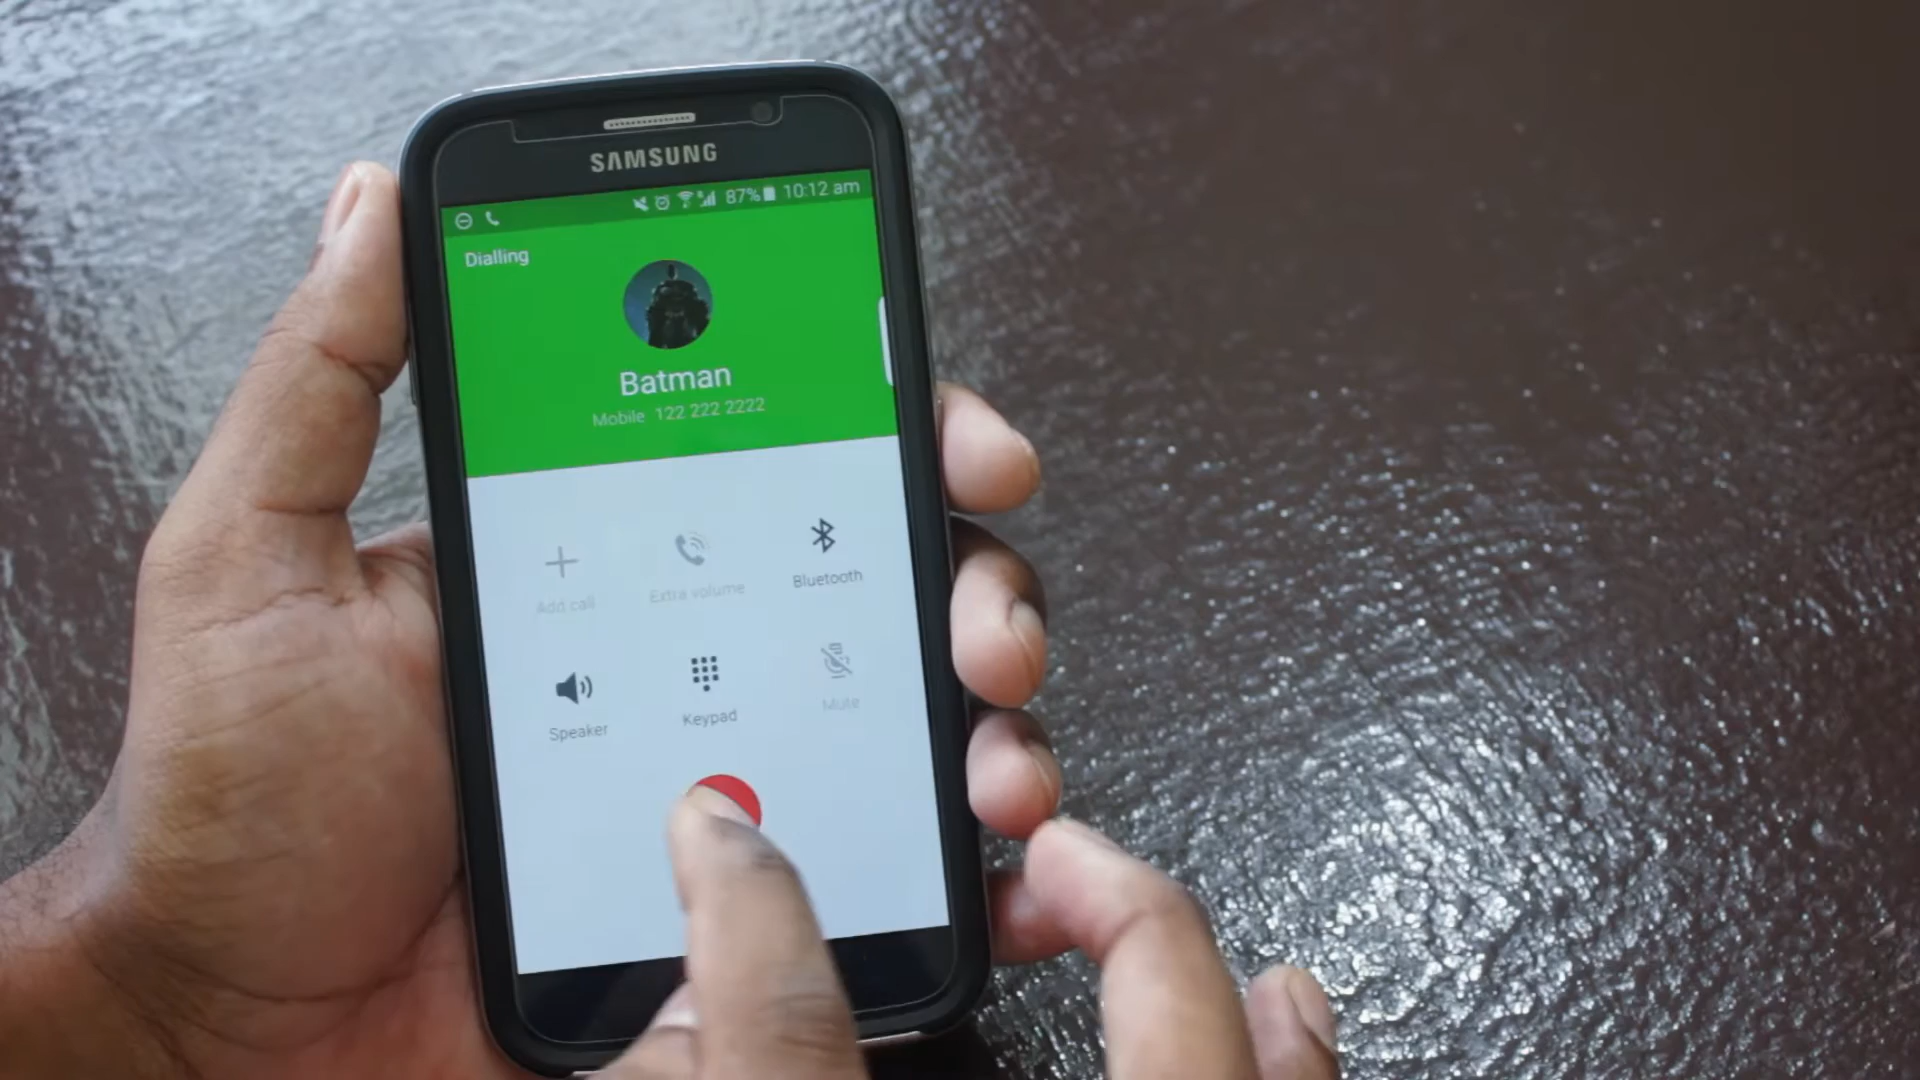 SAMSUNG
87% 10:12 am
Dialling
Batman
Mobile 122 222 2222
Add call
Extra volume
Bluetooth
Speaker
Keypad
Mute